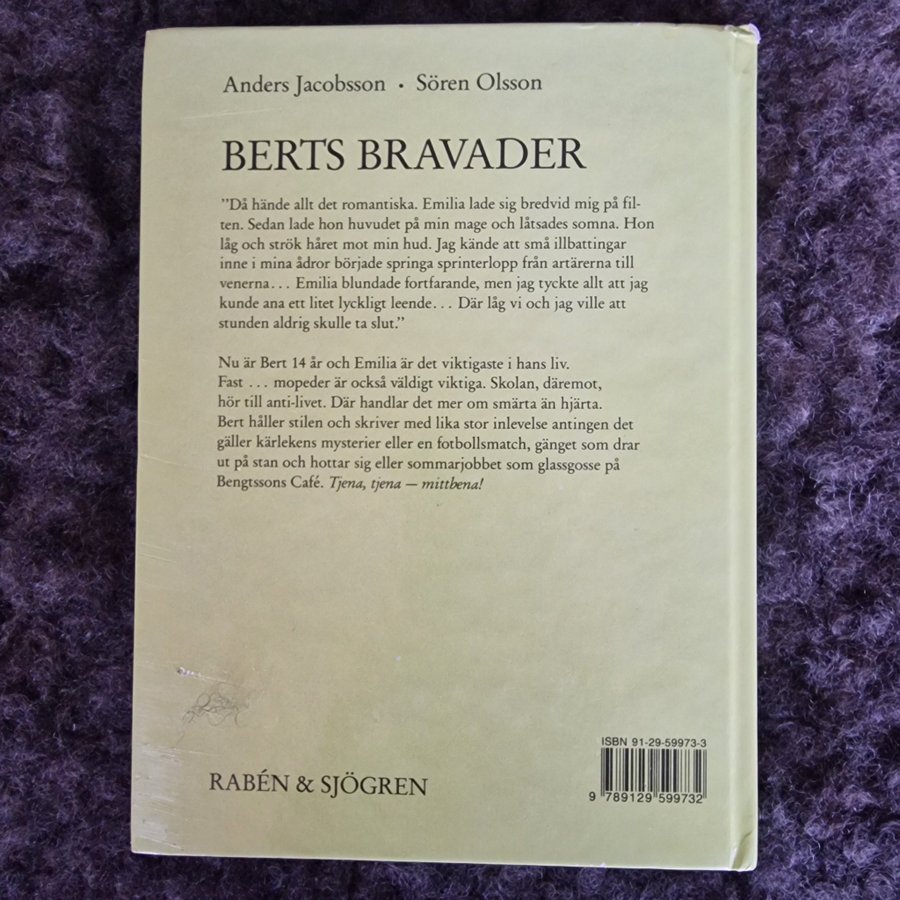 Anders Jacobsson · Sören Olsson
BERTS BRAVADER
”Då hände allt det romantiska. Emilia lade sig bredvid mig på fil-
ten. Sedan lade hon huvudet på min mage och låtsades somna. Hon
låg och strök håret mot min hud. Jag kände att små illbattingar
inne i mina ådror började springa sprinterlopp från artärerna till
venerna... Emilia blundade fortfarande, men jag tyckte allt att jag
kunde ana ett litet lyckligt leende... Där låg vi och jag ville att
stunden aldrig skulle ta slut.”
Nu är Bert 14 år och Emilia är det viktigaste i hans liv.
Fast ... mopeder är också väldigt viktiga. Skolan, däremot,
hör till anti-livet. Där handlar det mer om smärta än hjärta.
Bert håller stilen och skriver med lika stor inlevelse antingen det
gäller kärlekens mysterier eller en fotbollsmatch, gänget som drar
ut på stan och hottar sig eller sommarjobbet som glassgosse på
Bengtssons Café. Tjena, tjena — mittbena!
ISBN 91-29-59973-3
9 789129 599732
RABÉN & SJÖGREN